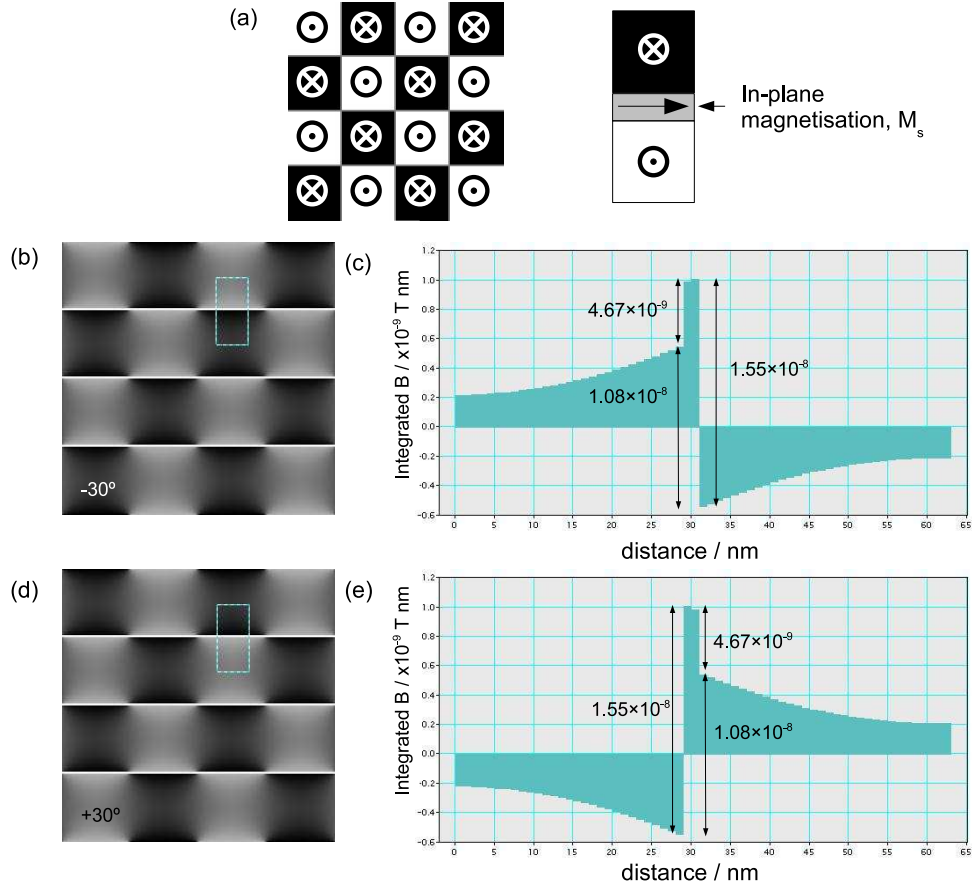 (a)
In-plane
magnetisation, Mₛ
(b)
-30º
(c)
Integrated B / x10⁻⁹ T nm
1.2
1.0
0.8
0.6
0.4
0.2
0.0
-0.2
-0.4
-0.6
4.67×10⁻⁹
1.08×10⁻⁸
1.55×10⁻⁸
0 5 10 15 20 25 30 35 40 45 50 55 60 65
distance / nm
(d)
+30º
(e)
Integrated B / x10⁻⁹ T nm
1.2
1.0
0.8
0.6
0.4
0.2
0.0
-0.2
-0.4
-0.6
4.67×10⁻⁹
1.55×10⁻⁸
1.08×10⁻⁸
0 5 10 15 20 25 30 35 40 45 50 55 60 65
distance / nm